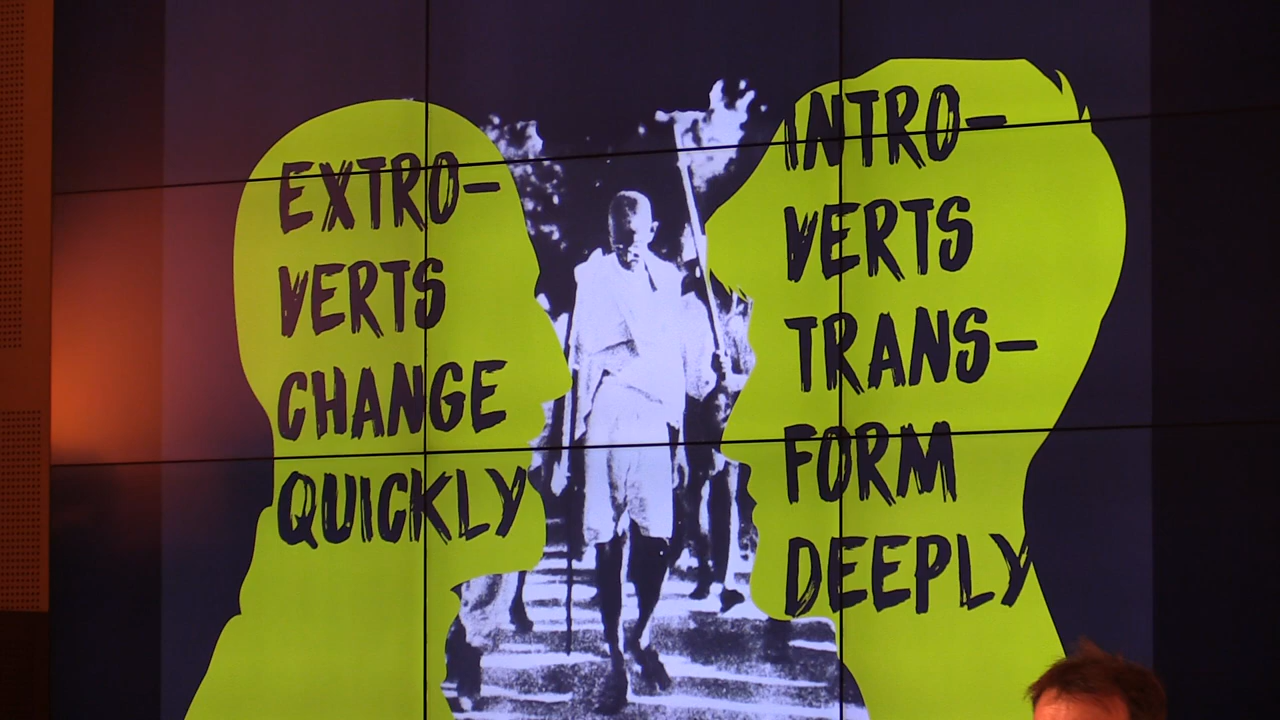 EXTRO-
VERTS
CHANGE
QUICKLY
INTRO-
VERTS
TRANS-
FORM
DEEPLY